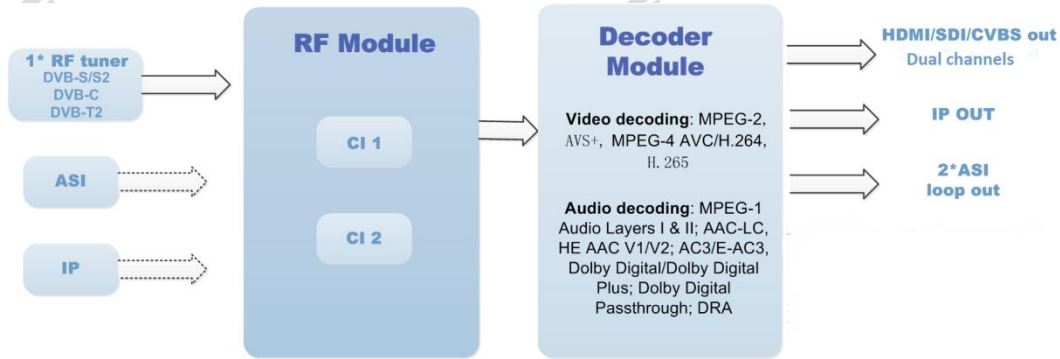 1* RF tuner
DVB-S/S2
DVB-C
DVB-T2
ASI
IP
RF Module
CI 1
CI 2
Decoder
Module
Video decoding: MPEG-2,
AVS+, MPEG-4 AVC/H.264,
H.265
Audio decoding: MPEG-1
Audio Layers I & II; AAC-LC,
HE AAC V1/V2; AC3/E-AC3,
Dolby Digital/Dolby Digital
Plus; Dolby Digital
Passthrough; DRA
HDMI/SDI/CVBS out
Dual channels
IP OUT
2*ASI
loop out